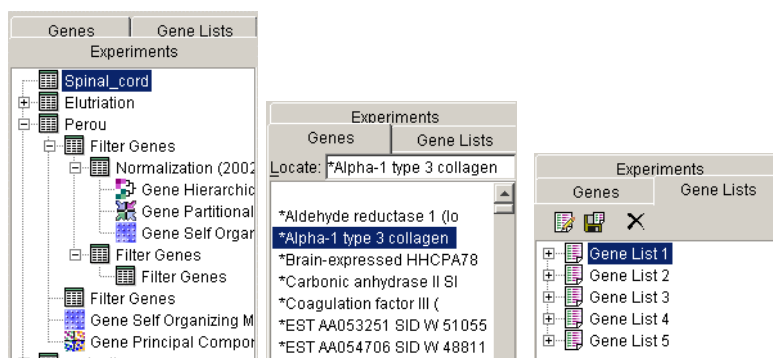 Genes Gene Lists
Experiments
Spinal_cord
Elutriation
Perou
Filter Genes
Normalization (2002
Gene Hierarchic
Gene Partitional
Gene Self Organ
Filter Genes
Filter Genes
Filter Genes
Gene Self Organizing M
Gene Principal Compor
Experiments
Genes Gene Lists
Locate: *Alpha-1 type 3 collagen
*Aldehyde reductase 1 (lo
*Alpha-1 type 3 collagen
*Brain-expressed HHCPA78
*Carbonic anhydrase II SI
*Coagulation factor III (
*EST AA053251 SID W 51055
*EST AA054706 SID W 48811
Experiments
Genes Gene Lists
Gene List 1
Gene List 2
Gene List 3
Gene List 4
Gene List 5